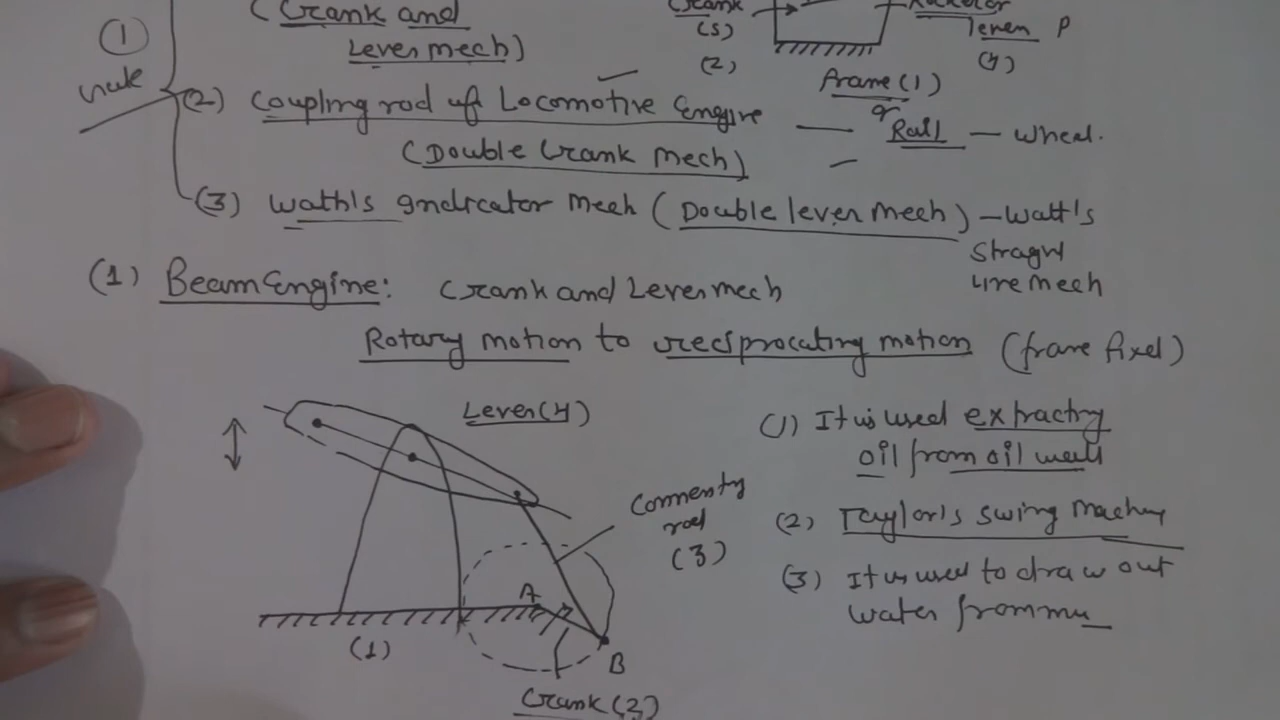 (Crank and
Lever mech)
Crank
(S)
(2)
lever P
(4)
Frame (1)
or
Rail — wheel.
(1)
(2) Coupling rod of Locomotive Engine
(Double Crank Mech)
(3) Wath's Indicator Mech (Double lever Mech) – Watt's
Straght
line mech
(1) Beam Engine: Crank and Lever mech
Rotary motion to reciprocating motion (frame fixed)
Lever (4)
(1) It is used extracting
oil from oil well
Connecting
rod
(3)
(2) Taylor's swing machine
(3) It is used to draw out
water from
A
(1)
B
Crank (2)